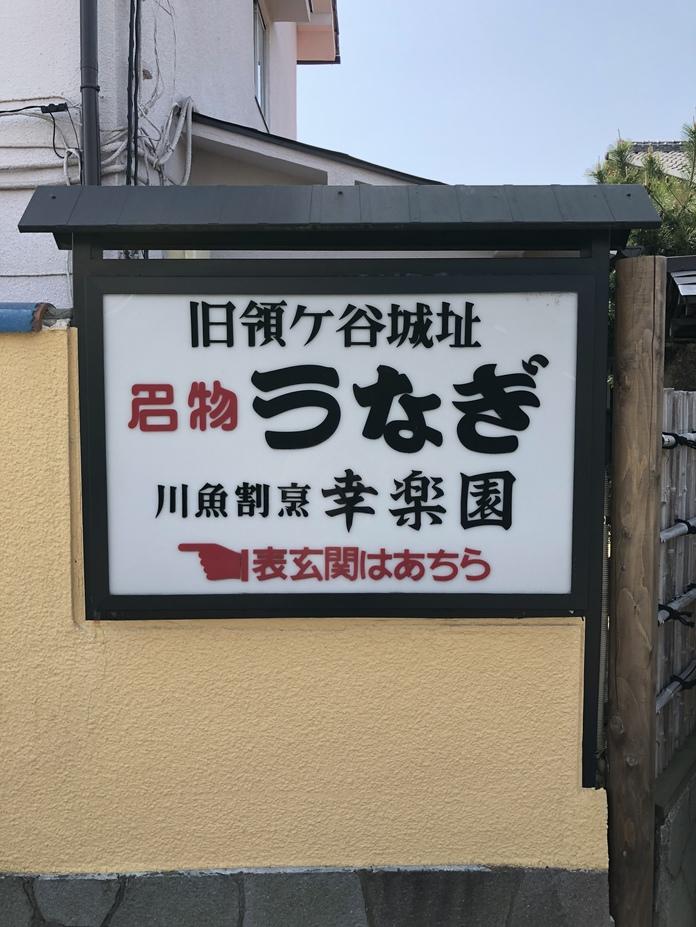 旧領ケ谷城址
名物うなぎ
川魚割烹 幸楽園
表玄関はあちら